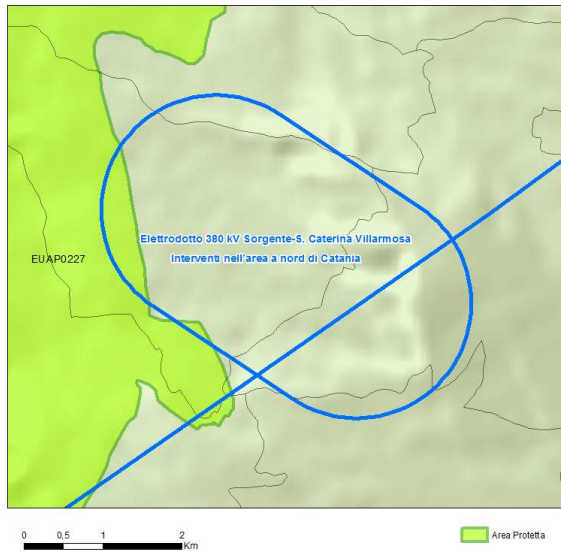 Elettrodotto 380 kV Sorgente-S. Caterina Villarmosa
Interventi nell'area a nord di Catania
EUAP0227
0 0,5 1 2
Km
Area Protetta